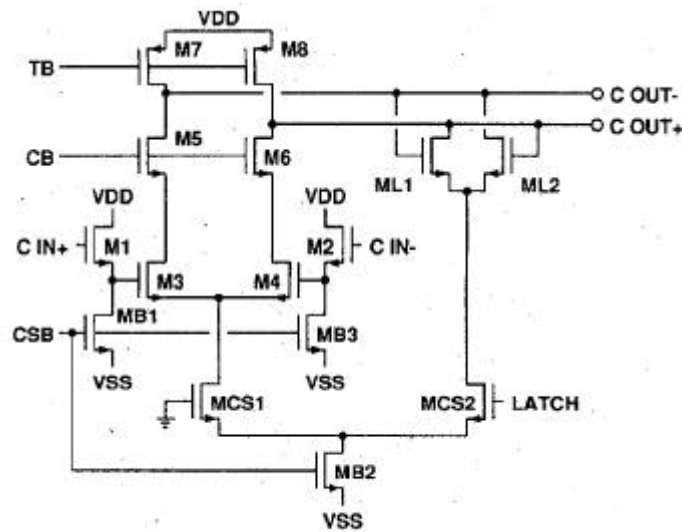 VDD
M7 M8
TB
C OUT-
C OUT+
M5
CB M6
ML1 ML2
VDD VDD
C IN+ M1 M2 C IN-
M3 M4
MB1
CSB MB3
VSS VSS
MCS1 MCS2 LATCH
MB2
VSS